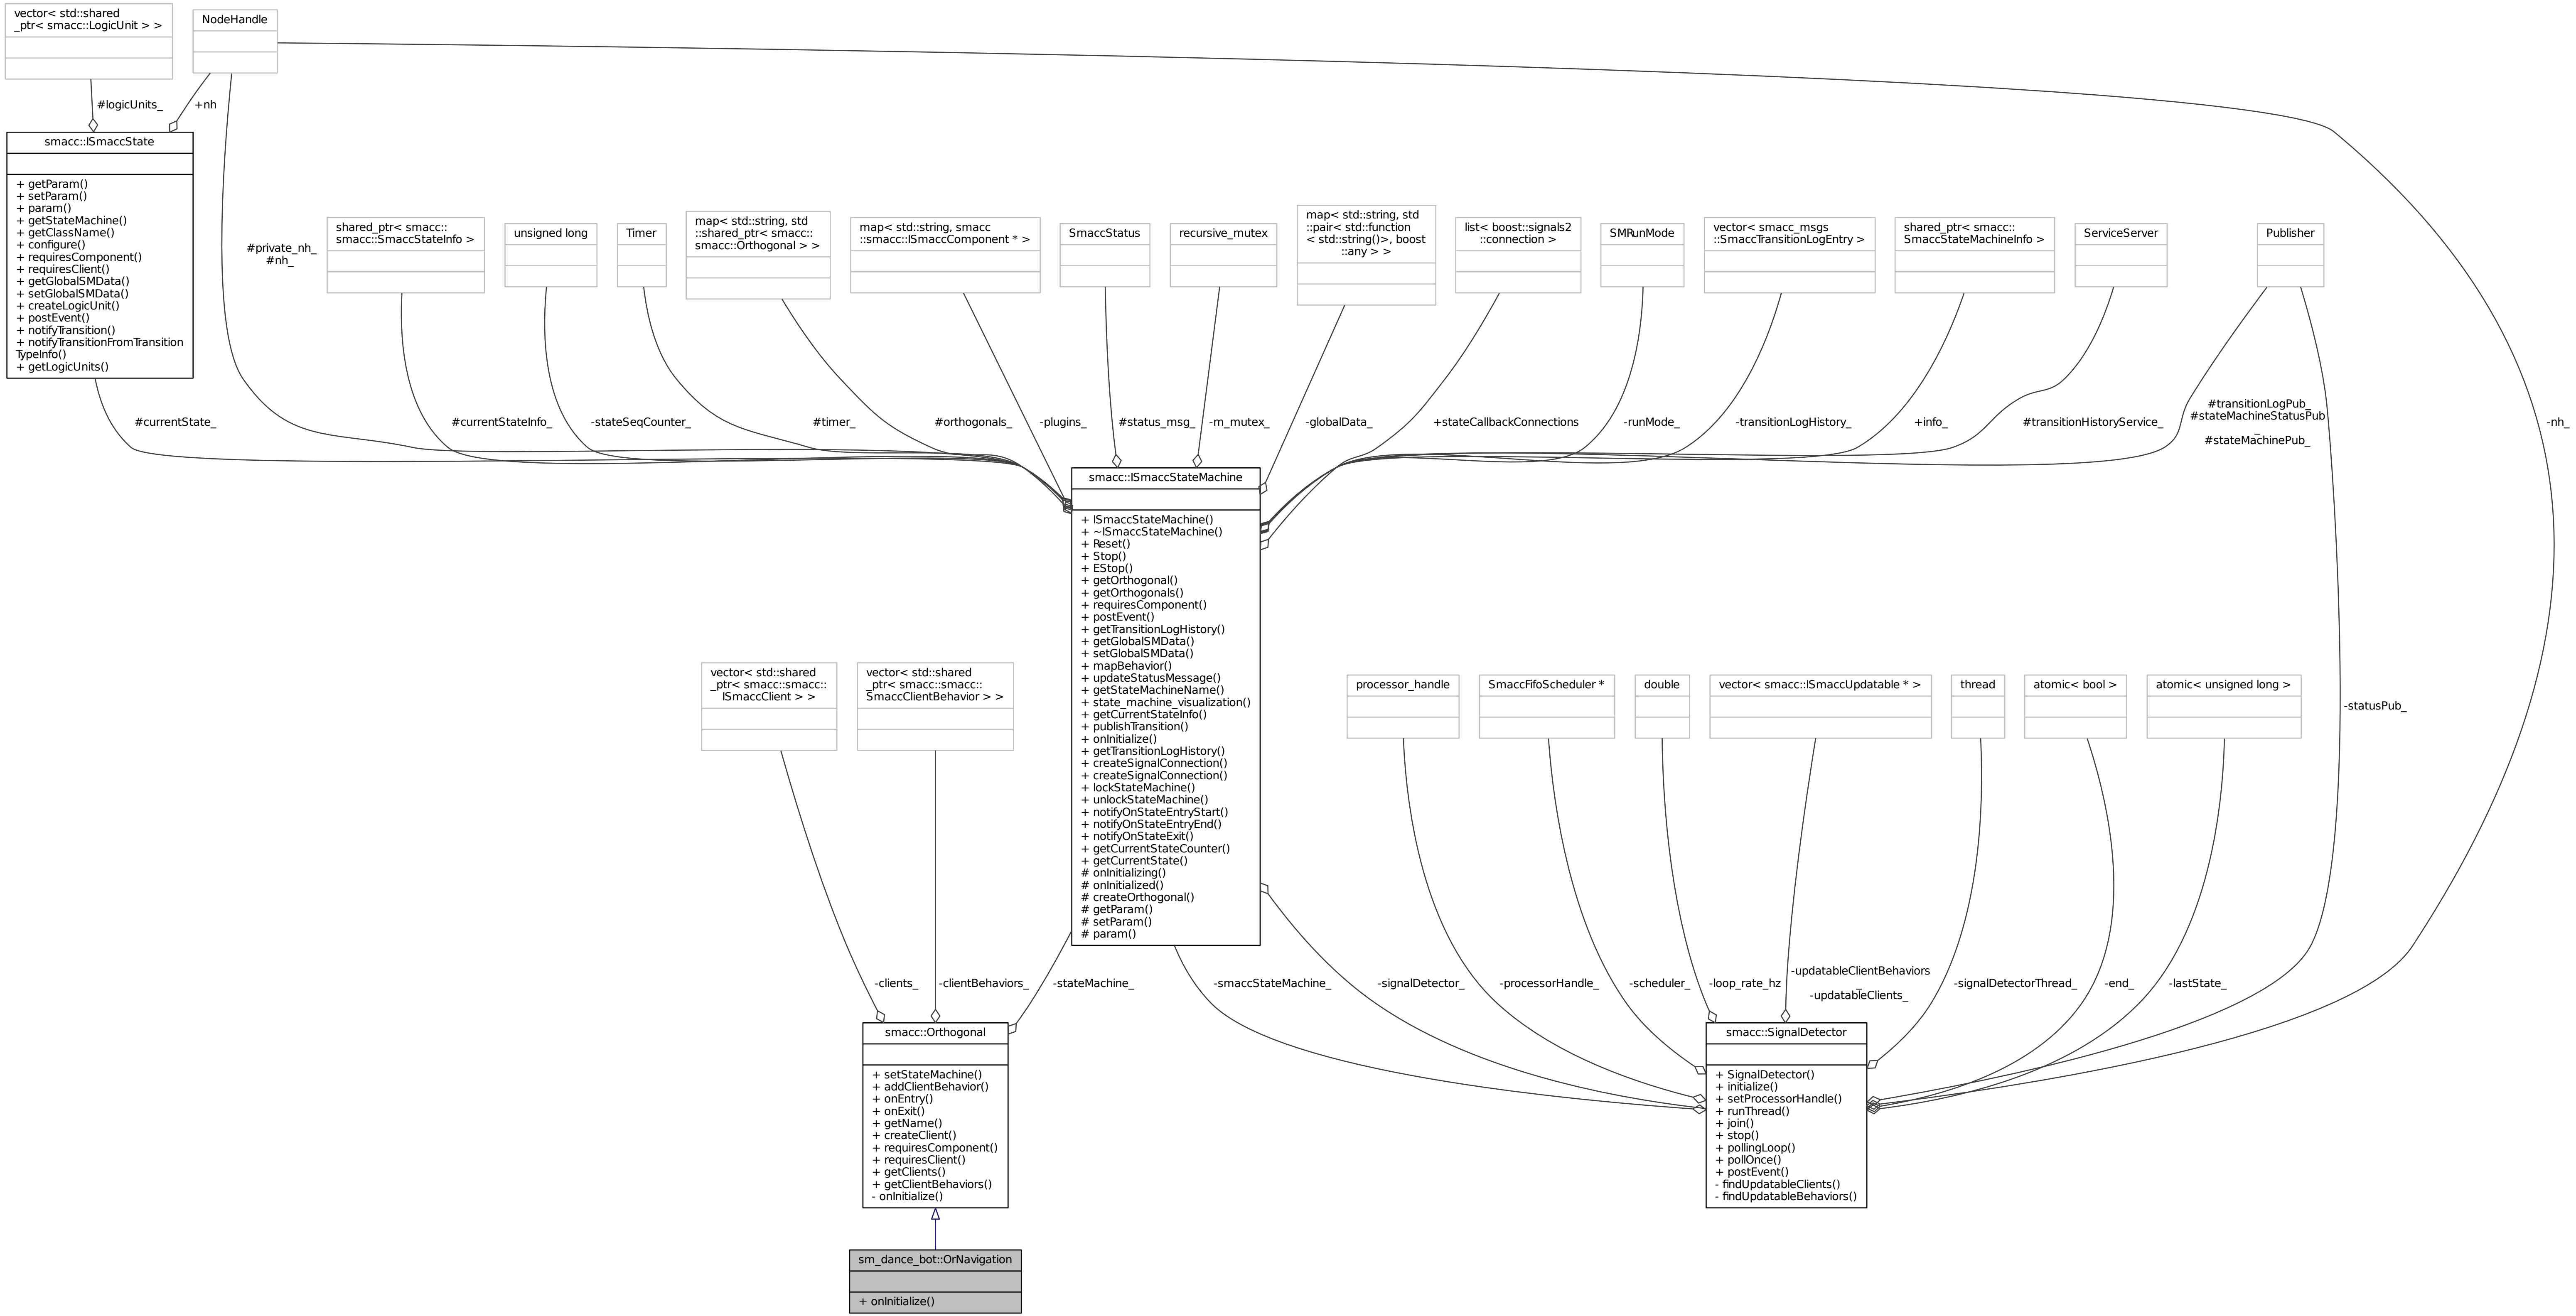 vector< std::shared
_ptr< smacc::LogicUnit > >
NodeHandle
#logicUnits_
+nh
smacc::ISmaccState
+ getParam()
+ setParam()
+ param()
+ getStateMachine()
+ getClassName()
+ configure()
+ requiresComponent()
+ requiresClient()
+ getGlobalSMData()
+ setGlobalSMData()
+ createLogicUnit()
+ postEvent()
+ notifyTransition()
+ notifyTransitionFromTransition
TypeInfo()
+ getLogicUnits()
#private_nh_
#nh_
shared_ptr< smacc::
smacc::SmaccStateInfo >
unsigned long
Timer
map< std::string, std
::shared_ptr< smacc::
smacc::Orthogonal > >
map< std::string, smacc
::smacc::ISmaccComponent * >
SmaccStatus
recursive_mutex
map< std::string, std
::pair< std::function
< std::string()>, boost
::any > >
list< boost::signals2
::connection >
SMRunMode
vector< smacc_msgs
::SmaccTransitionLogEntry >
shared_ptr< smacc::
SmaccStateMachineInfo >
ServiceServer
Publisher
#currentState_
#currentStateInfo_
-stateSeqCounter_
#timer_
#orthogonals_
-plugins_
#status_msg_
-m_mutex_
-globalData_
+stateCallbackConnections
-runMode_
-transitionLogHistory_
+info_
#transitionHistoryService_
#transitionLogPub_
#stateMachineStatusPub
_
#stateMachinePub_
-nh_
smacc::ISmaccStateMachine
+ ISmaccStateMachine()
+ ~ISmaccStateMachine()
+ Reset()
+ Stop()
+ EStop()
+ getOrthogonal()
+ getOrthogonals()
+ requiresComponent()
+ postEvent()
+ getTransitionLogHistory()
+ getGlobalSMData()
+ setGlobalSMData()
+ mapBehavior()
+ updateStatusMessage()
+ getStateMachineName()
+ state_machine_visualization()
+ getCurrentStateInfo()
+ publishTransition()
+ onInitialize()
+ getTransitionLogHistory()
+ createSignalConnection()
+ createSignalConnection()
+ lockStateMachine()
+ unlockStateMachine()
+ notifyOnStateEntryStart()
+ notifyOnStateEntryEnd()
+ notifyOnStateExit()
+ getCurrentStateCounter()
+ getCurrentState()
# onInitializing()
# onInitialized()
# createOrthogonal()
# getParam()
# setParam()
# param()
vector< std::shared
_ptr< smacc::smacc::
ISmaccClient > >
vector< std::shared
_ptr< smacc::smacc::
SmaccClientBehavior > >
processor_handle
SmaccFifoScheduler *
double
vector< smacc::ISmaccUpdatable * >
thread
atomic< bool >
atomic< unsigned long >
-statusPub_
-clients_
-clientBehaviors_
-stateMachine_
-smaccStateMachine_
-signalDetector_
-processorHandle_
-scheduler_
-loop_rate_hz
-updatableClientBehaviors
_
-updatableClients_
-signalDetectorThread_
-end_
-lastState_
smacc::Orthogonal
+ setStateMachine()
+ addClientBehavior()
+ onEntry()
+ onExit()
+ getName()
+ createClient()
+ requiresComponent()
+ requiresClient()
+ getClients()
+ getClientBehaviors()
- onInitialize()
smacc::SignalDetector
+ SignalDetector()
+ initialize()
+ setProcessorHandle()
+ runThread()
+ join()
+ stop()
+ pollingLoop()
+ pollOnce()
+ postEvent()
- findUpdatableClients()
- findUpdatableBehaviors()
sm_dance_bot::OrNavigation
+ onInitialize()